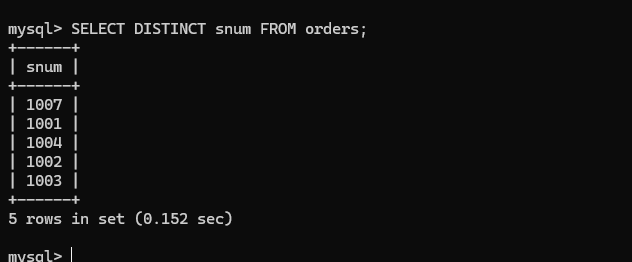 mysql> SELECT DISTINCT snum FROM orders;
+------+
| snum |
+------+
| 1007 |
| 1001 |
| 1004 |
| 1002 |
| 1003 |
+------+
5 rows in set (0.152 sec)
mysql>